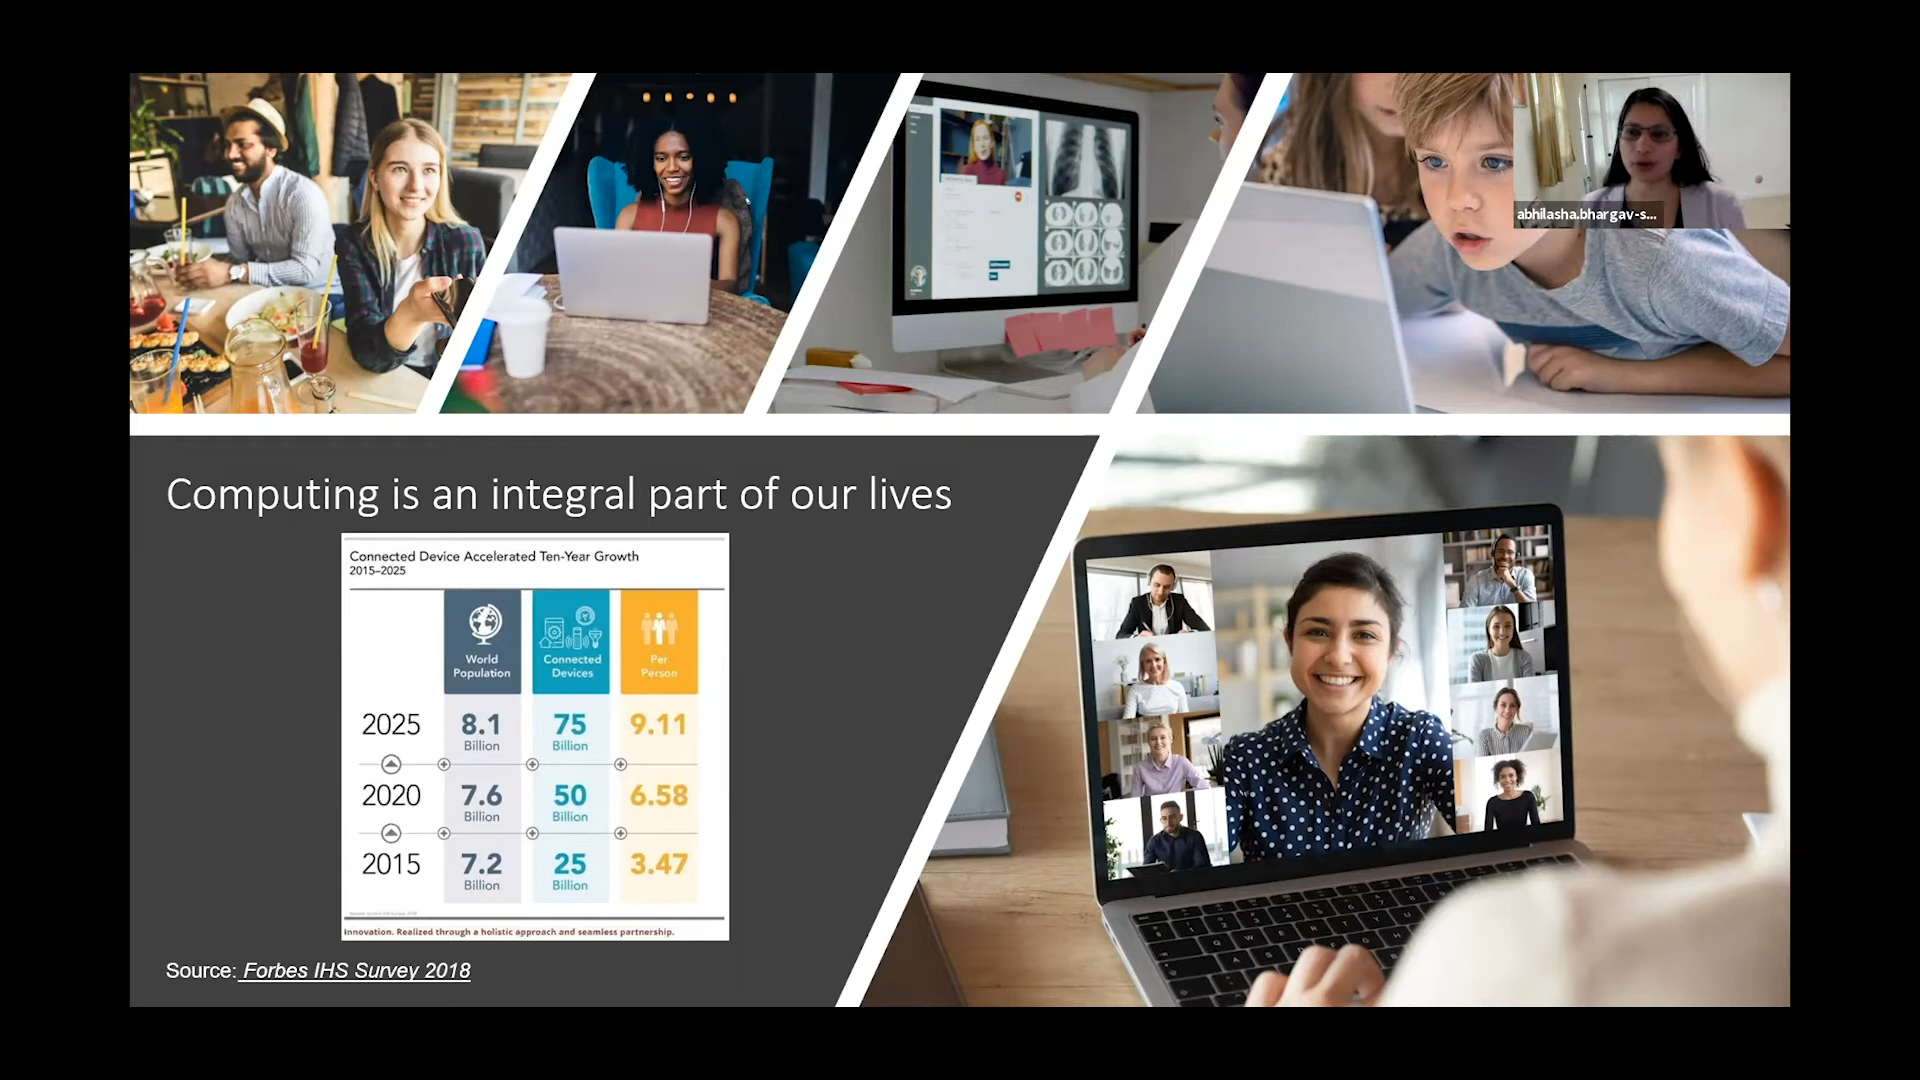 abhilasha.bhargav-s...
Computing is an integral part of our lives
Connected Device Accelerated Ten-Year Growth
2015–2025
World
Population
Connected
Devices
Per
Person
2025
8.1
Billion
75
Billion
9.11
2020
7.6
Billion
50
Billion
6.58
2015
7.2
Billion
25
Billion
3.47
Innovation. Realized through a holistic approach and seamless partnership.
Source: Forbes IHS Survey 2018